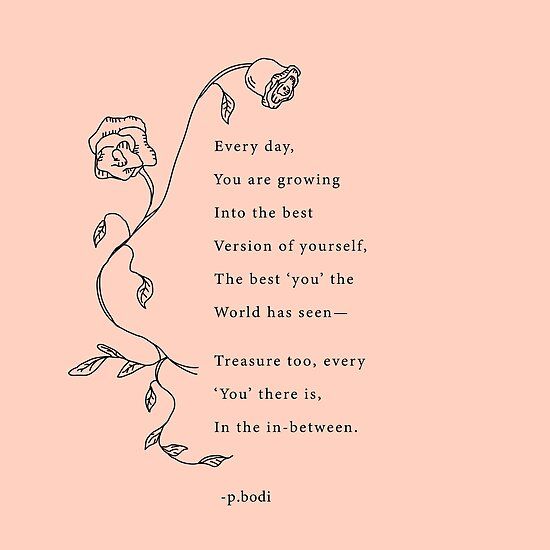 Every day,
You are growing
Into the best
Version of yourself,
The best ‘you’ the
World has seen—
Treasure too, every
‘You’ there is,
In the in-between.
-p.bodi